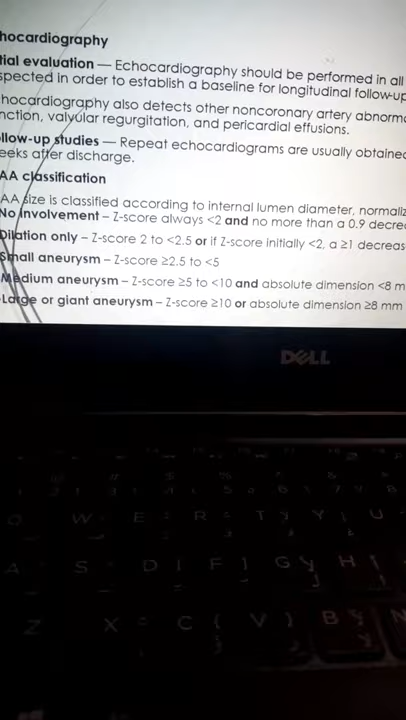 hocardiography
tial evaluation — Echocardiography should be performed in all
spected in order to establish a baseline for longitudinal follow-up
hocardiography also detects other noncoronary artery abnorma
nction, valvular regurgitation, and pericardial effusions.
llow-up studies — Repeat echocardiograms are usually obtained
eeks after discharge.
AA classification
AA size is classified according to internal lumen diameter, normaliz
No involvement – Z-score always <2 and no more than a 0.9 decrea
Dilation only – Z-score 2 to <2.5 or if Z-score initially <2, a ≥1 decreas
Small aneurysm – Z-score ≥2.5 to <5
Medium aneurysm – Z-score ≥5 to <10 and absolute dimension <8 m
Large or giant aneurysm – Z-score ≥10 or absolute dimension ≥8 mm
DELL
Q W E R T Y U
A S D F G H
Z X C V B N